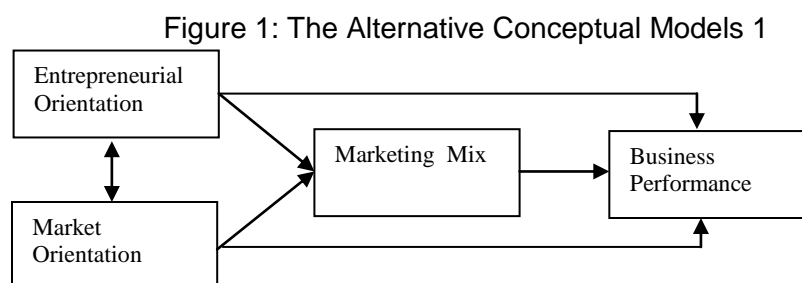 Figure 1: The Alternative Conceptual Models 1
Entrepreneurial
Orientation
Marketing Mix
Business
Performance
Market
Orientation